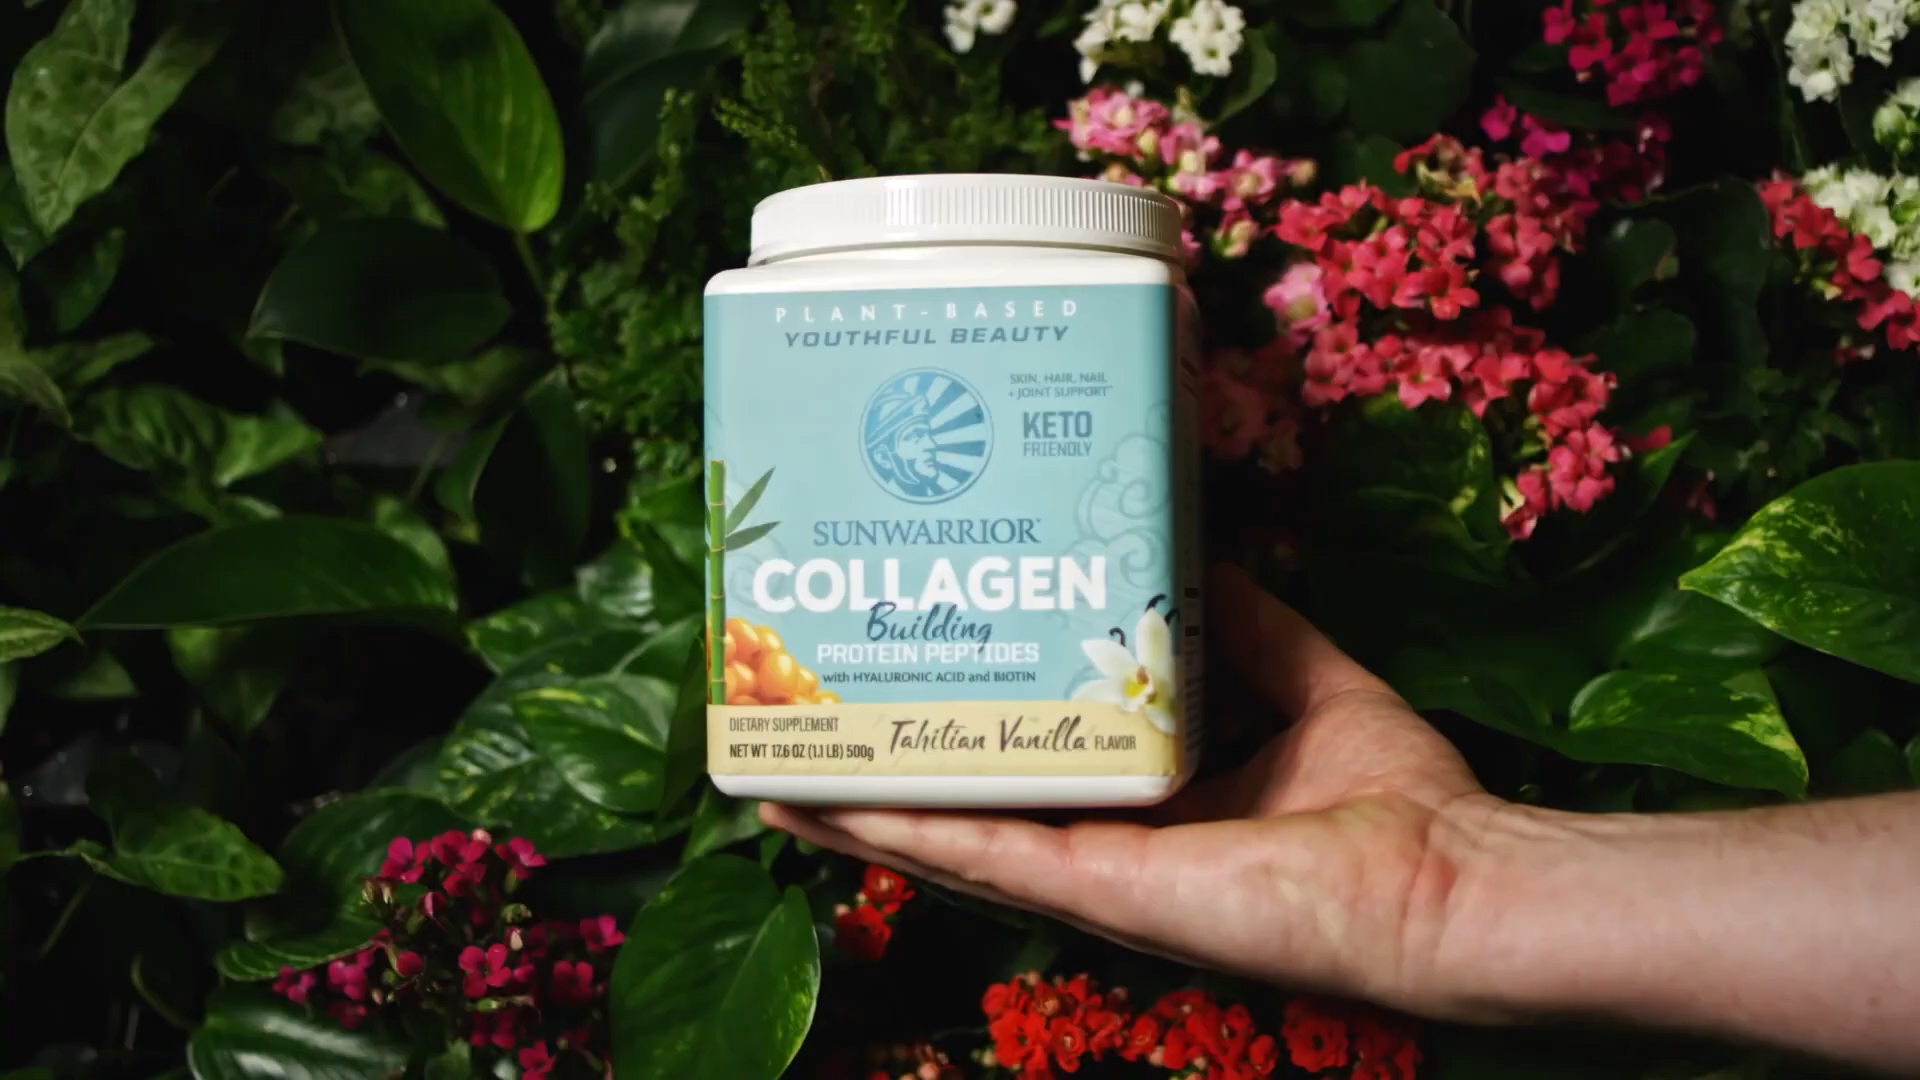 PLANT-BASED
YOUTHFUL BEAUTY
SKIN, HAIR, NAIL
+ JOINT SUPPORT*
KETO
FRIENDLY
SUNWARRIOR
COLLAGEN
Building
PROTEIN PEPTIDES
with HYALURONIC ACID and BIOTIN
DIETARY SUPPLEMENT
NET WT 17.6 OZ (1.1 LB) 500g
Tahitian Vanilla FLAVOR